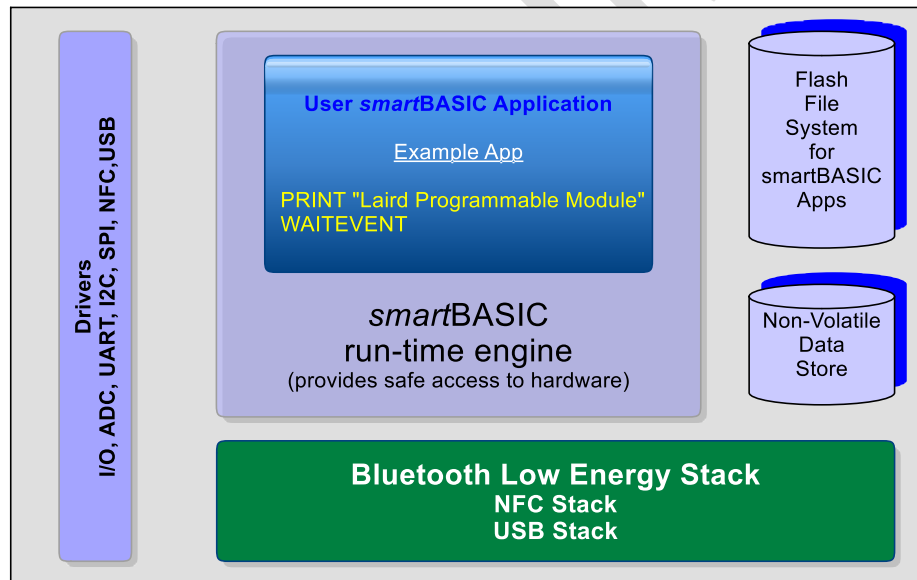 Drivers
I/O, ADC, UART, I2C, SPI, NFC,USB
User smartBASIC Application
Example App
PRINT "Laird Programmable Module"
WAITEVENT
smartBASIC
run-time engine
(provides safe access to hardware)
Flash
File
System
for
smartBASIC
Apps
Non-Volatile
Data
Store
Bluetooth Low Energy Stack
NFC Stack
USB Stack